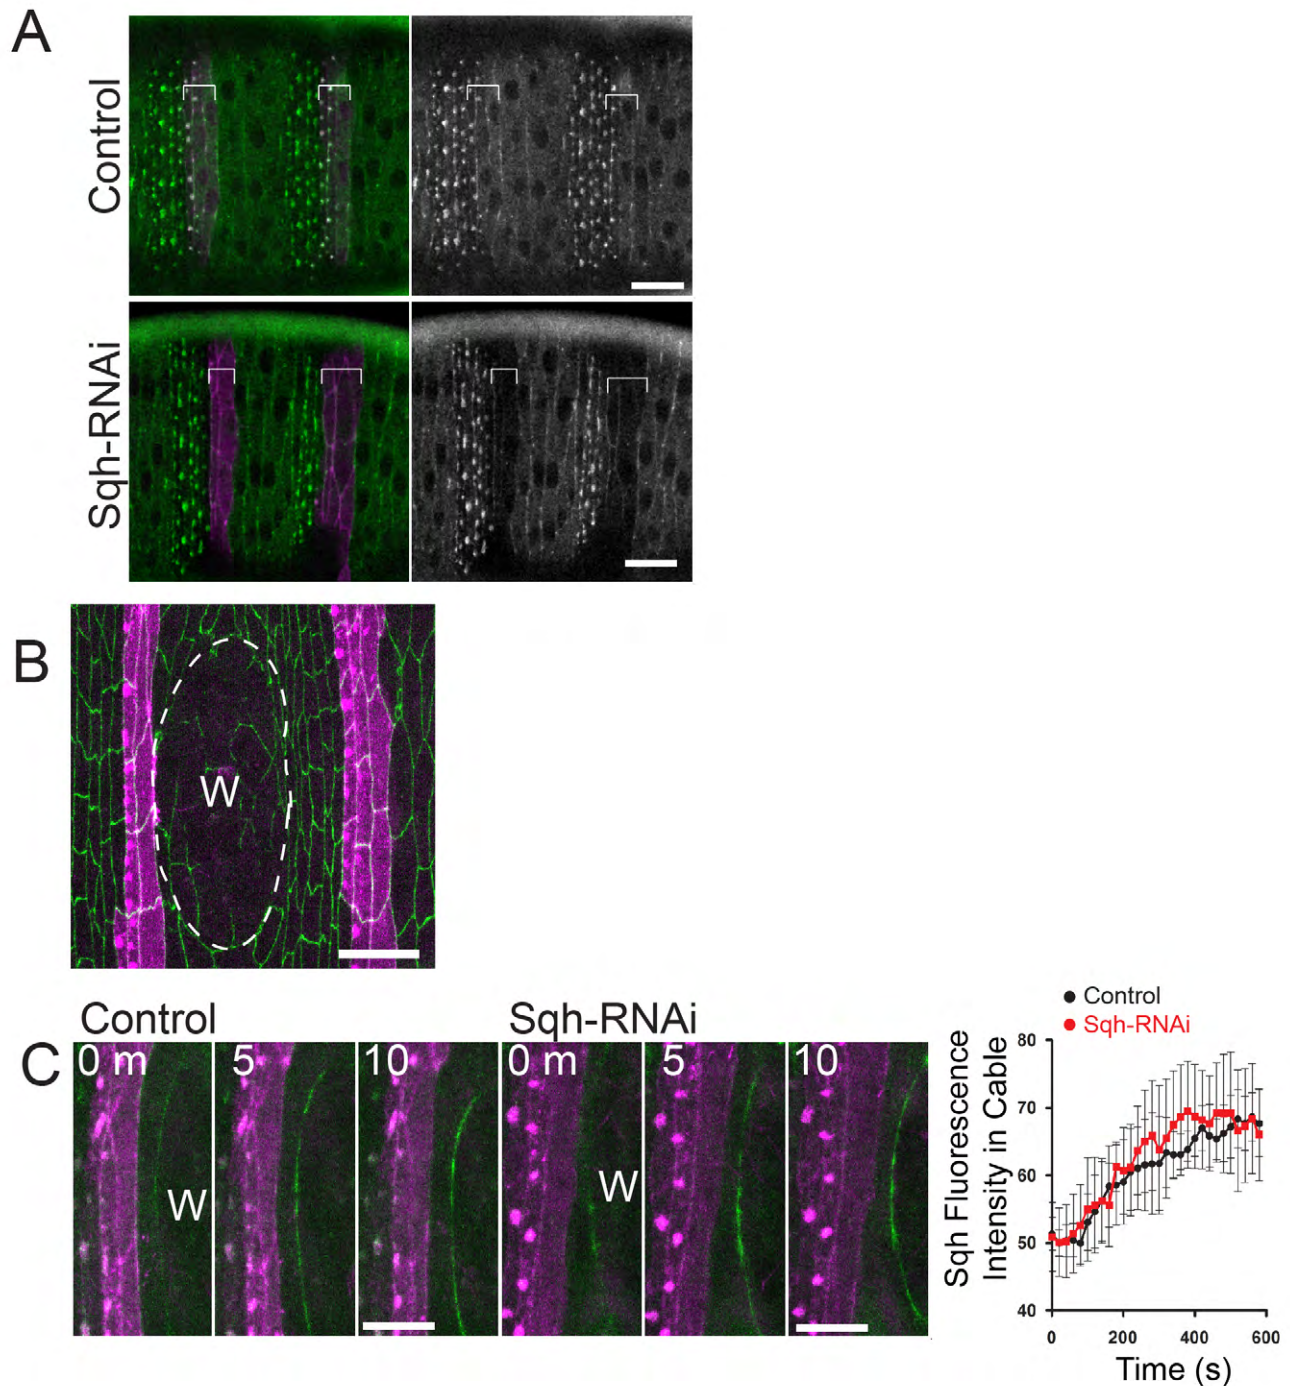 A
Control
Sqh-RNAi
B
W
C
Control
0 m
5
10
W
Sqh-RNAi
0 m
5
10
W
Control
Sqh-RNAi
Sqh Fluorescence
Intensity in Cable
80
70
60
50
40
0
200
400
600
Time (s)